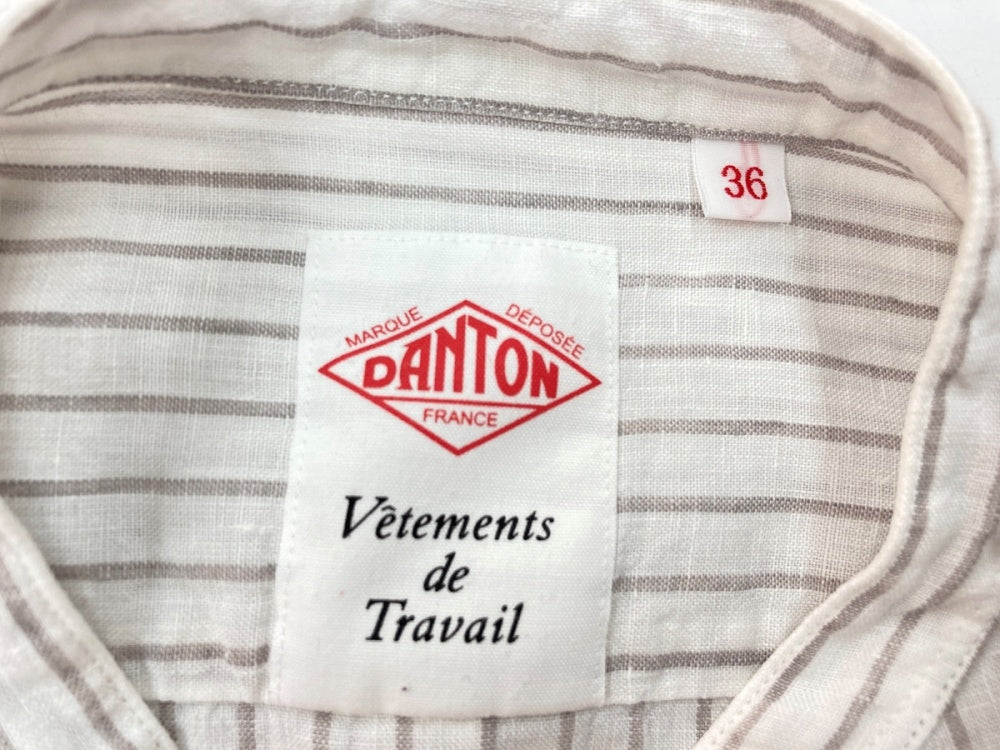 36
MARQUE DÉPOSÉE
DANTON
FRANCE
Vêtements
de
Travail